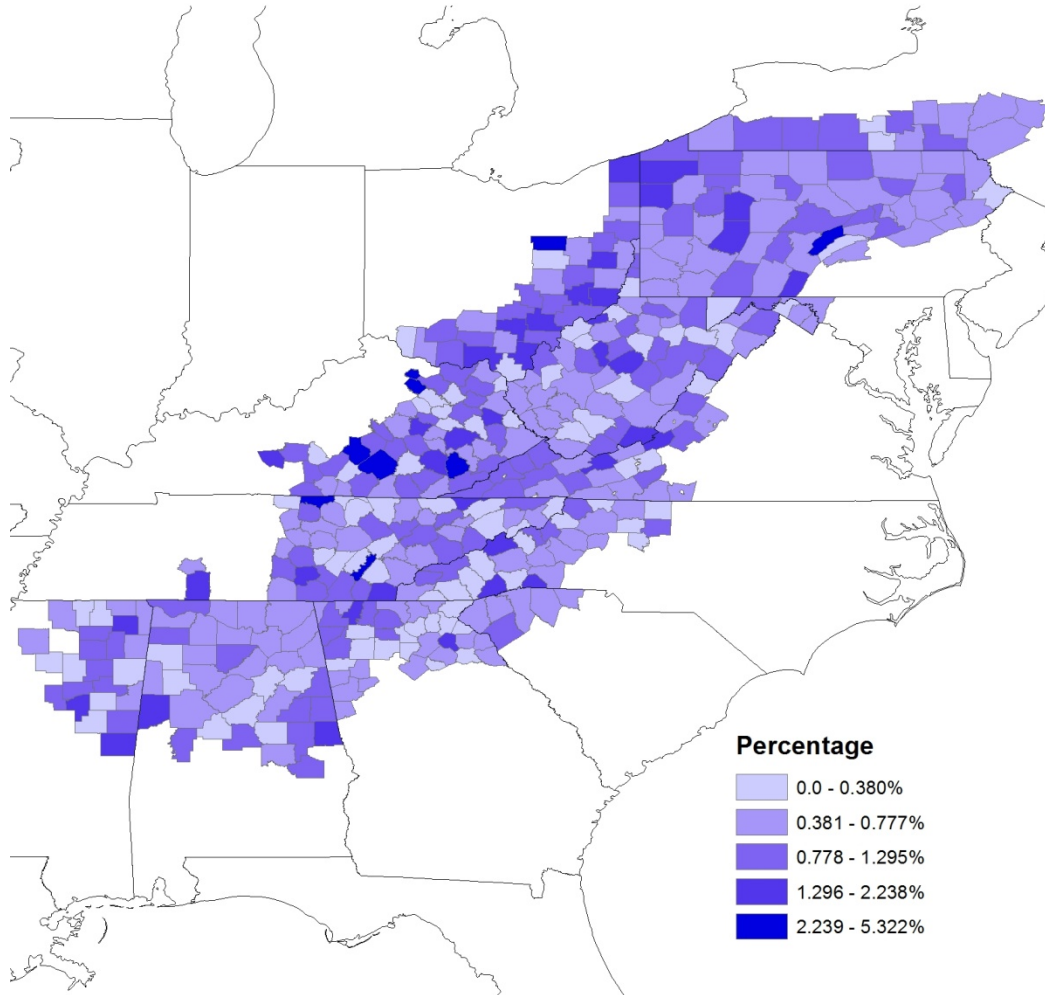 Percentage
0.0 - 0.380%
0.381 - 0.777%
0.778 - 1.295%
1.296 - 2.238%
2.239 - 5.322%